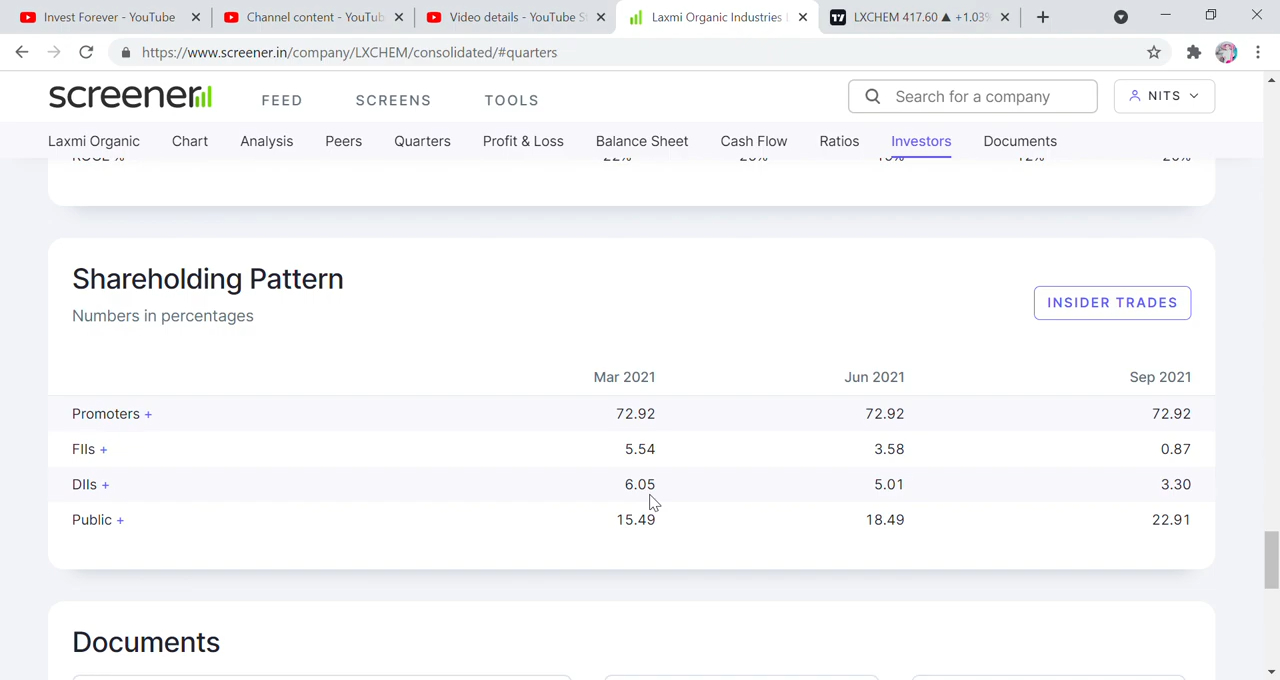 Invest Forever - YouTube
Channel content - YouTub
Video details - YouTube S
Laxmi Organic Industries
LXCHEM 417.60 ▲ +1.03%
https://www.screener.in/company/LXCHEM/consolidated/#quarters
screener
FEED SCREENS TOOLS
Search for a company
NITS
Laxmi Organic Chart Analysis Peers Quarters Profit & Loss Balance Sheet Cash Flow Ratios Investors Documents
Shareholding Pattern
Numbers in percentages
INSIDER TRADES
Mar 2021 Jun 2021 Sep 2021
Promoters + 72.92 72.92 72.92
FIIs + 5.54 3.58 0.87
DIIs + 6.05 5.01 3.30
Public + 15.49 18.49 22.91
Documents